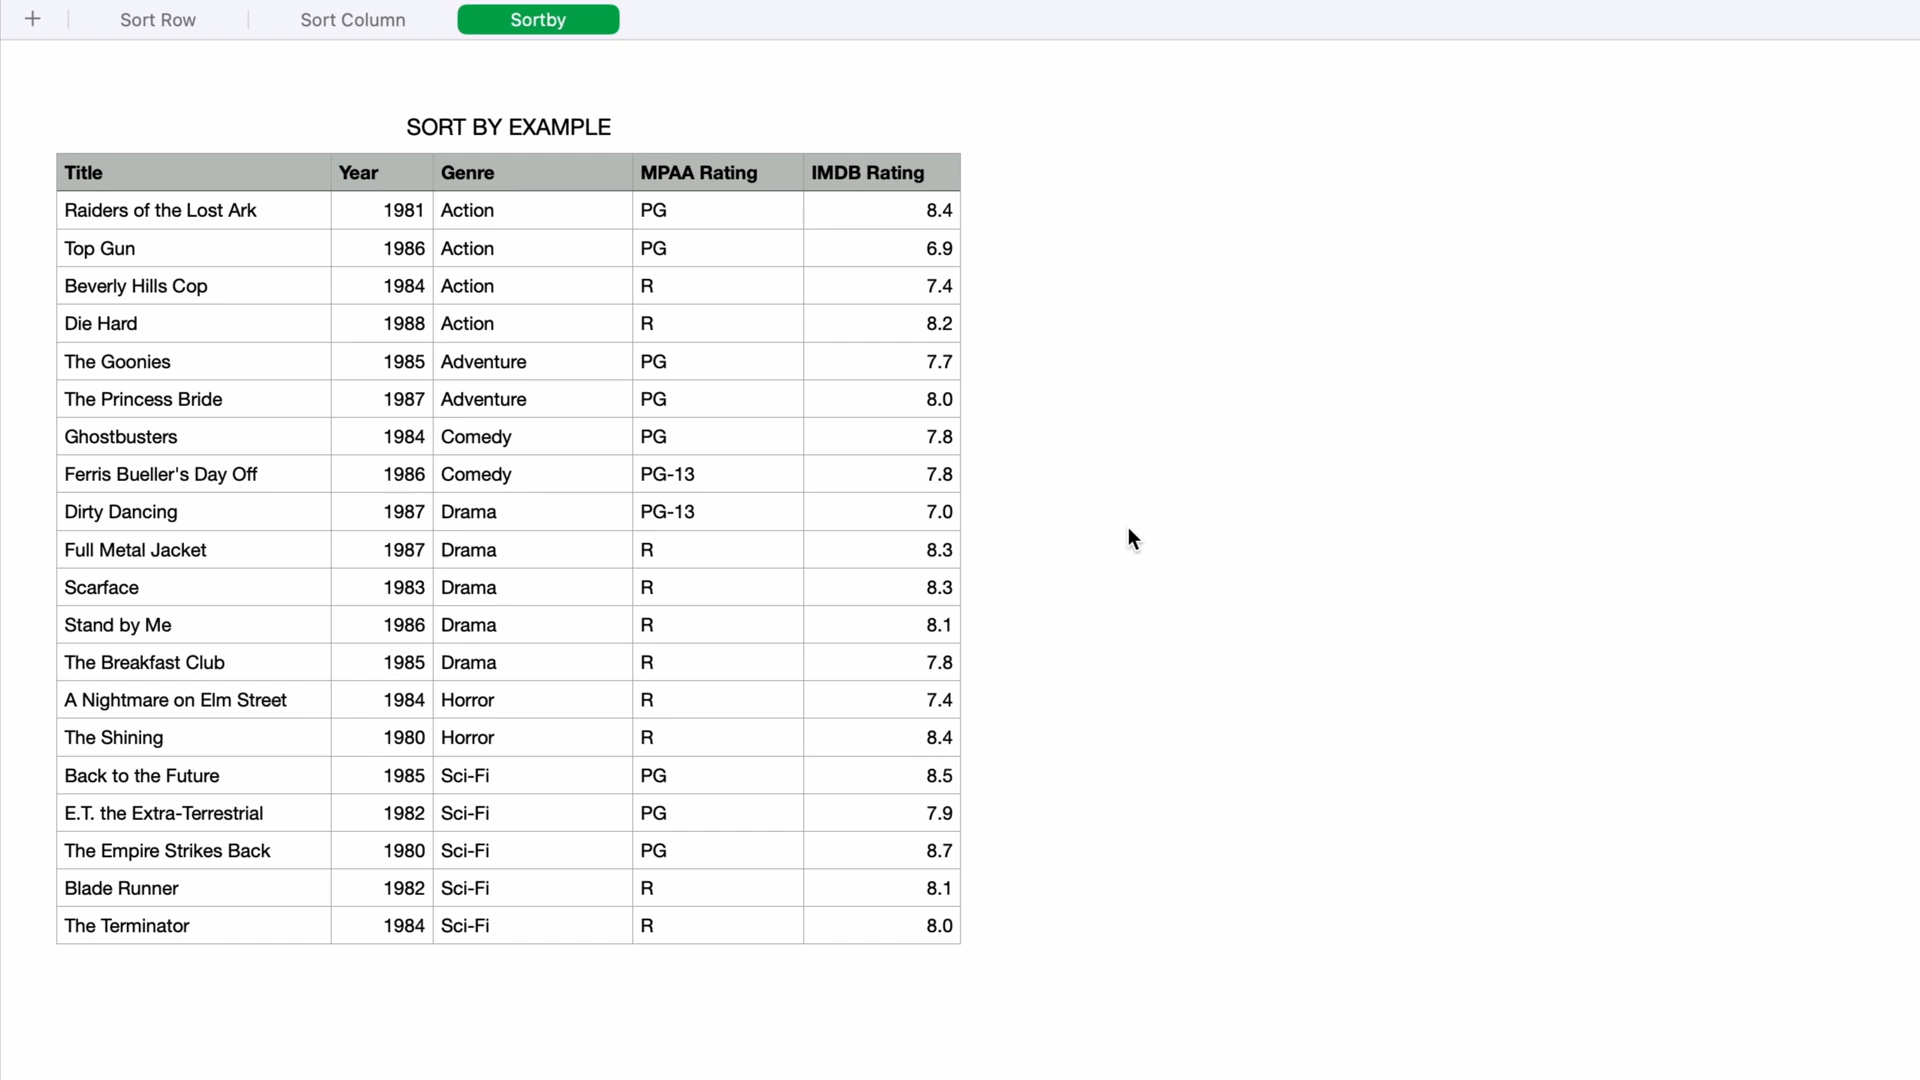 + Sort Row Sort Column Sortby
SORT BY EXAMPLE
Title Year Genre MPAA Rating IMDB Rating
Raiders of the Lost Ark 1981 Action PG 8.4
Top Gun 1986 Action PG 6.9
Beverly Hills Cop 1984 Action R 7.4
Die Hard 1988 Action R 8.2
The Goonies 1985 Adventure PG 7.7
The Princess Bride 1987 Adventure PG 8.0
Ghostbusters 1984 Comedy PG 7.8
Ferris Bueller's Day Off 1986 Comedy PG-13 7.8
Dirty Dancing 1987 Drama PG-13 7.0
Full Metal Jacket 1987 Drama R 8.3
Scarface 1983 Drama R 8.3
Stand by Me 1986 Drama R 8.1
The Breakfast Club 1985 Drama R 7.8
A Nightmare on Elm Street 1984 Horror R 7.4
The Shining 1980 Horror R 8.4
Back to the Future 1985 Sci-Fi PG 8.5
E.T. the Extra-Terrestrial 1982 Sci-Fi PG 7.9
The Empire Strikes Back 1980 Sci-Fi PG 8.7
Blade Runner 1982 Sci-Fi R 8.1
The Terminator 1984 Sci-Fi R 8.0